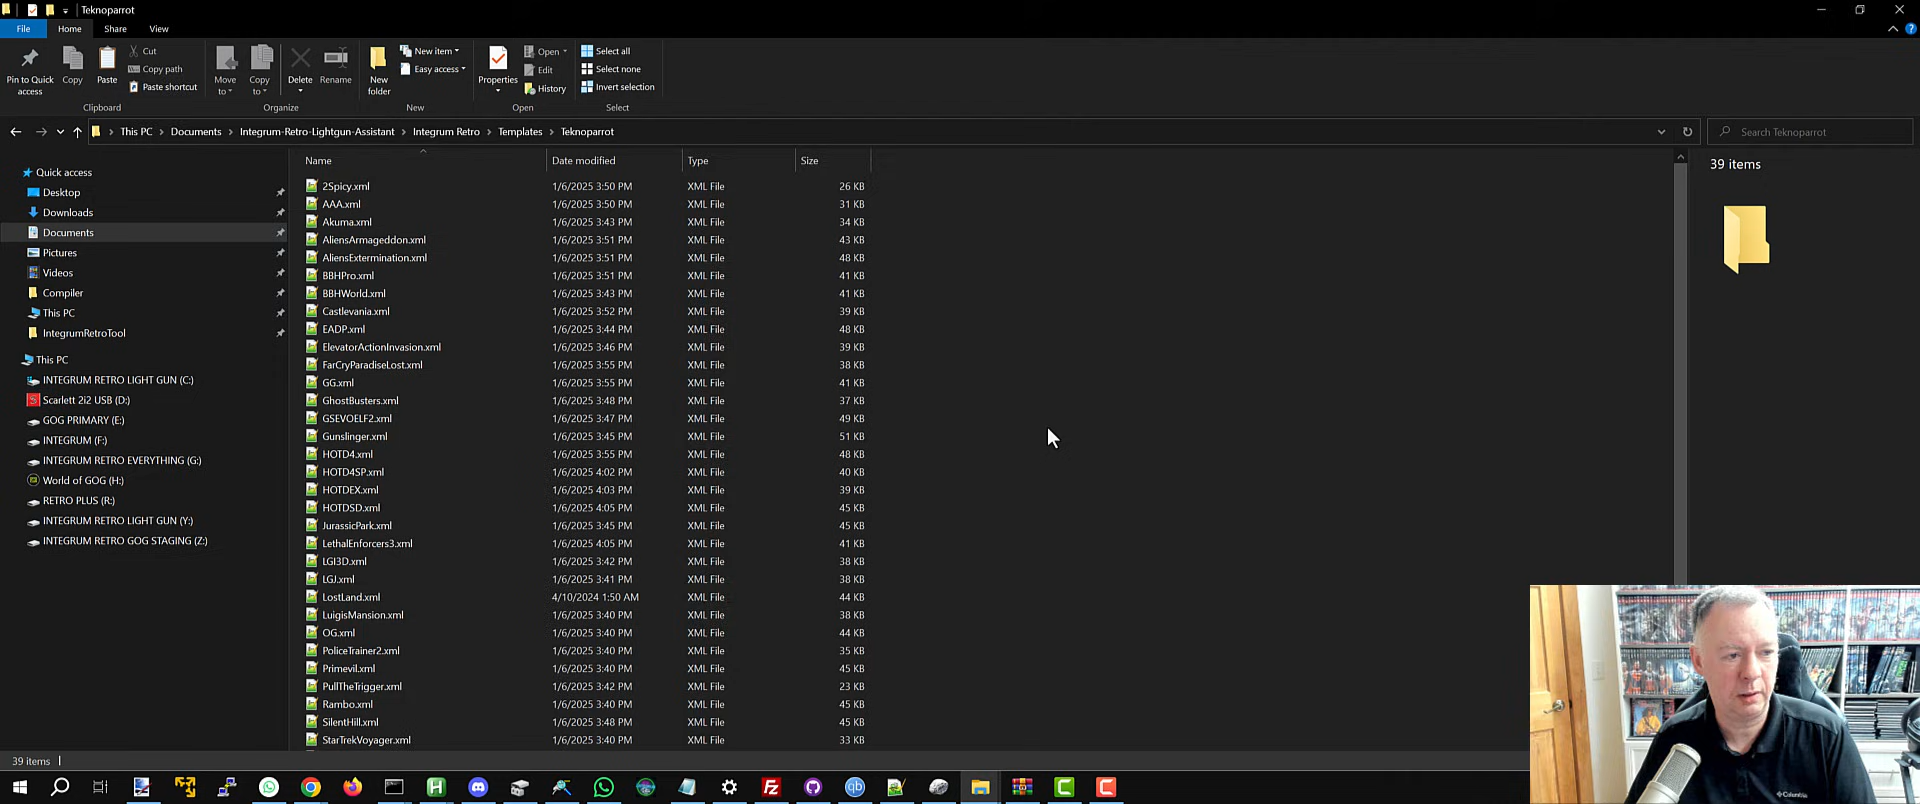 Teknoparrot
File Home Share View
Pin to Quick access
Copy
Paste
Cut
Copy path
Paste shortcut
Clipboard
Move to
Copy to
Delete
Rename
Organize
New folder
New item
Easy access
New
Properties
Open
Edit
History
Open
Select all
Select none
Invert selection
Select
This PC > Documents > Integrum-Retro-Lightgun-Assistant > Integrum Retro > Templates > Teknoparrot
Search Teknoparrot
Quick access
Desktop
Downloads
Documents
Pictures
Videos
Compiler
This PC
IntegrumRetroTool
This PC
INTEGRUM RETRO LIGHT GUN (C:)
Scarlett 2i2 USB (D:)
GOG PRIMARY (E:)
INTEGRUM (F:)
INTEGRUM RETRO EVERYTHING (G:)
World of GOG (H:)
RETRO PLUS (R:)
INTEGRUM RETRO LIGHT GUN (Y:)
INTEGRUM RETRO GOG STAGING (Z:)
Name Date modified Type Size
2Spicy.xml 1/6/2025 3:50 PM XML File 26 KB
AAA.xml 1/6/2025 3:50 PM XML File 31 KB
Akuma.xml 1/6/2025 3:43 PM XML File 34 KB
AliensArmageddon.xml 1/6/2025 3:51 PM XML File 43 KB
AliensExtermination.xml 1/6/2025 3:51 PM XML File 48 KB
BBHPro.xml 1/6/2025 3:51 PM XML File 41 KB
BBHWorld.xml 1/6/2025 3:43 PM XML File 41 KB
Castlevania.xml 1/6/2025 3:52 PM XML File 39 KB
EADP.xml 1/6/2025 3:44 PM XML File 48 KB
ElevatorActionInvasion.xml 1/6/2025 3:46 PM XML File 39 KB
FarCryParadiseLost.xml 1/6/2025 3:55 PM XML File 38 KB
GG.xml 1/6/2025 3:55 PM XML File 41 KB
GhostBusters.xml 1/6/2025 3:48 PM XML File 37 KB
GSEVOELF2.xml 1/6/2025 3:47 PM XML File 49 KB
Gunslinger.xml 1/6/2025 3:45 PM XML File 51 KB
HOTD4.xml 1/6/2025 3:55 PM XML File 48 KB
HOTD4SP.xml 1/6/2025 4:02 PM XML File 40 KB
HOTDEX.xml 1/6/2025 4:03 PM XML File 39 KB
HOTDSD.xml 1/6/2025 4:05 PM XML File 45 KB
JurassicPark.xml 1/6/2025 3:45 PM XML File 45 KB
LethalEnforcers3.xml 1/6/2025 4:05 PM XML File 41 KB
LGI3D.xml 1/6/2025 3:42 PM XML File 38 KB
LGJ.xml 1/6/2025 3:41 PM XML File 38 KB
LostLand.xml 4/10/2024 1:50 AM XML File 44 KB
LuigisMansion.xml 1/6/2025 3:40 PM XML File 38 KB
OG.xml 1/6/2025 3:40 PM XML File 44 KB
PoliceTrainer2.xml 1/6/2025 3:40 PM XML File 35 KB
Primevil.xml 1/6/2025 3:40 PM XML File 45 KB
PullTheTrigger.xml 1/6/2025 3:42 PM XML File 23 KB
Rambo.xml 1/6/2025 3:40 PM XML File 45 KB
SilentHill.xml 1/6/2025 3:48 PM XML File 45 KB
StarTrekVoyager.xml 1/6/2025 3:40 PM XML File 33 KB
39 items
39 items
Columbia